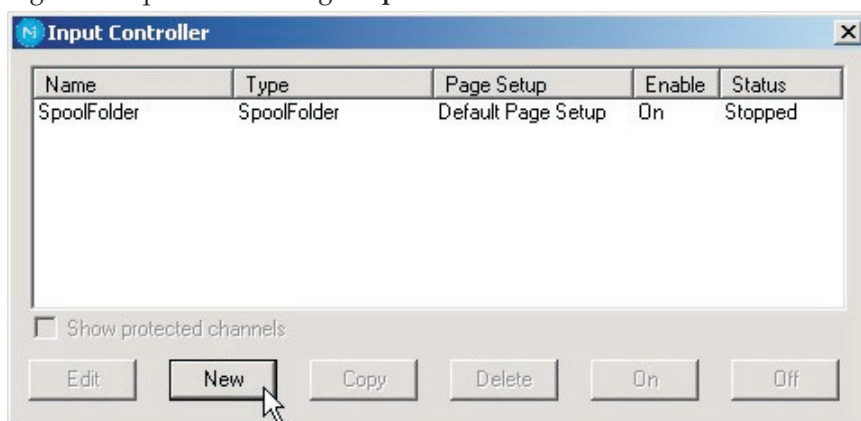 Input Controller
Name Type Page Setup Enable Status
SpoolFolder SpoolFolder Default Page Setup On Stopped
Show protected channels
Edit New Copy Delete On Off